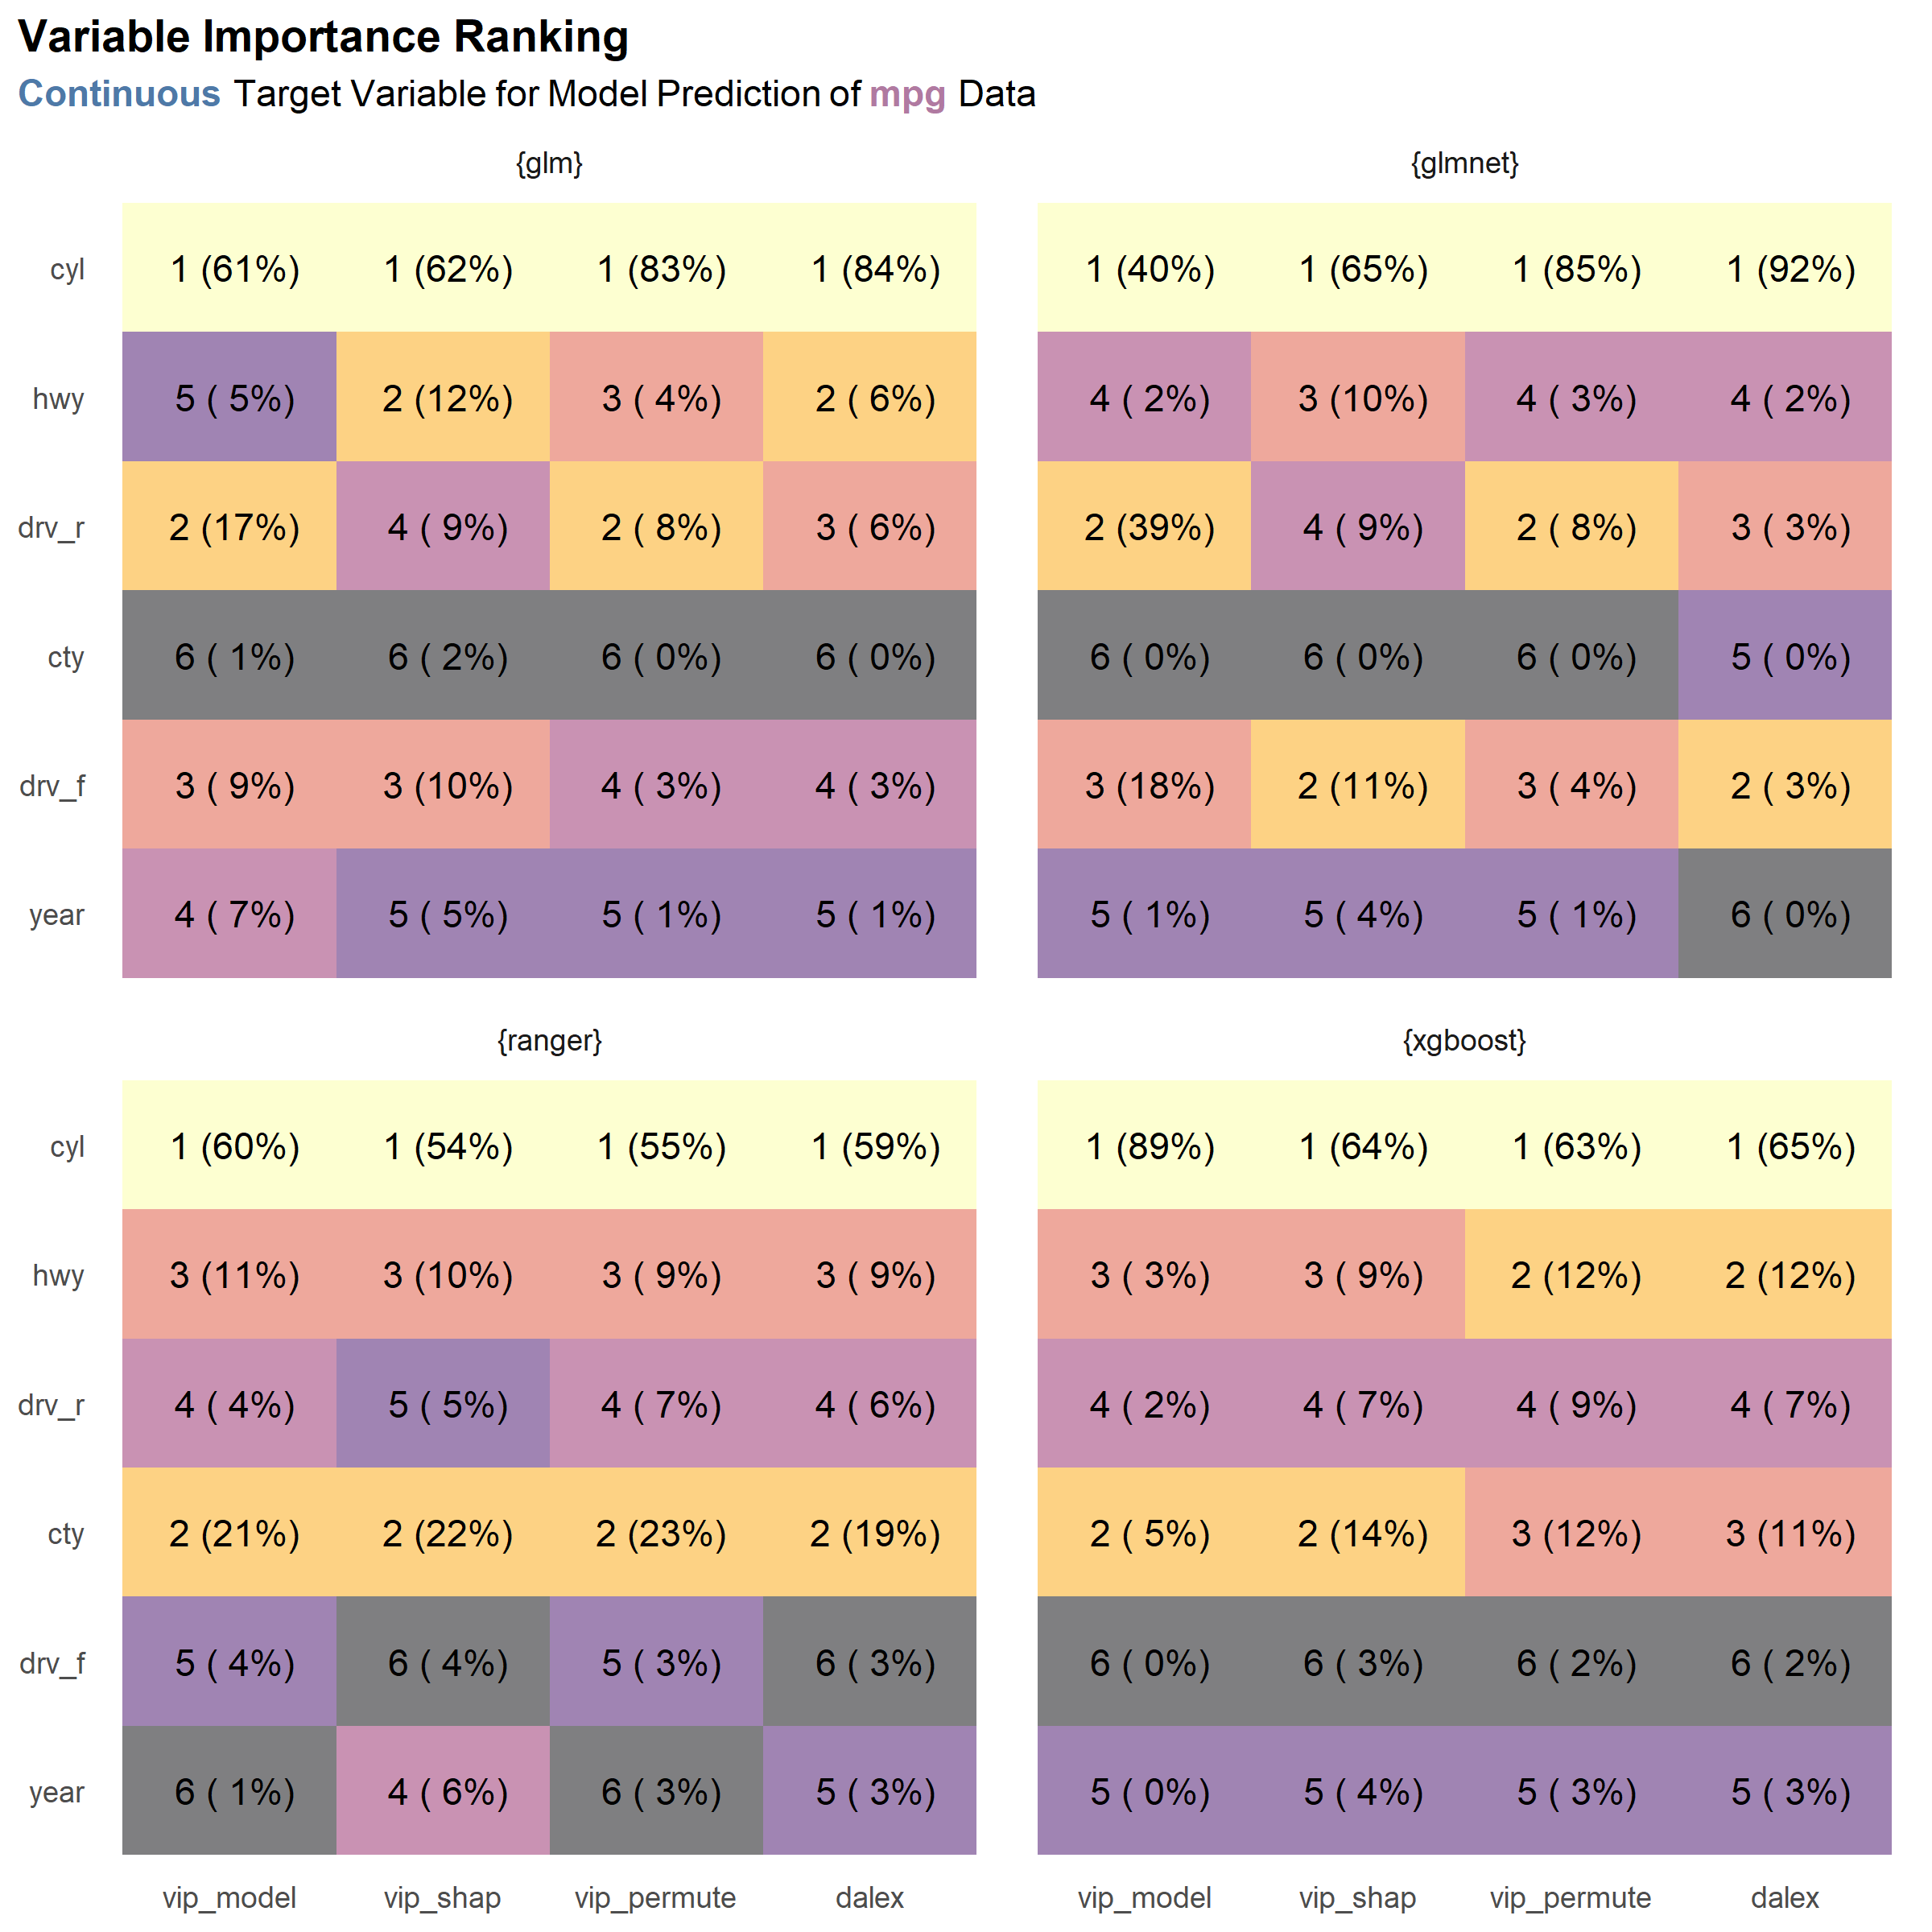 Variable Importance Ranking
Continuous Target Variable for Model Prediction of mpg Data
{glm} {glmnet}
cyl 1 (61%) 1 (62%) 1 (83%) 1 (84%) 1 (40%) 1 (65%) 1 (85%) 1 (92%)
hwy 5 ( 5%) 2 (12%) 3 ( 4%) 2 ( 6%) 4 ( 2%) 3 (10%) 4 ( 3%) 4 ( 2%)
drv_r 2 (17%) 4 ( 9%) 2 ( 8%) 3 ( 6%) 2 (39%) 4 ( 9%) 2 ( 8%) 3 ( 3%)
cty 6 ( 1%) 6 ( 2%) 6 ( 0%) 6 ( 0%) 6 ( 0%) 6 ( 0%) 6 ( 0%) 5 ( 0%)
drv_f 3 ( 9%) 3 (10%) 4 ( 3%) 4 ( 3%) 3 (18%) 2 (11%) 3 ( 4%) 2 ( 3%)
year 4 ( 7%) 5 ( 5%) 5 ( 1%) 5 ( 1%) 5 ( 1%) 5 ( 4%) 5 ( 1%) 6 ( 0%)
{ranger} {xgboost}
cyl 1 (60%) 1 (54%) 1 (55%) 1 (59%) 1 (89%) 1 (64%) 1 (63%) 1 (65%)
hwy 3 (11%) 3 (10%) 3 ( 9%) 3 ( 9%) 3 ( 3%) 3 ( 9%) 2 (12%) 2 (12%)
drv_r 4 ( 4%) 5 ( 5%) 4 ( 7%) 4 ( 6%) 4 ( 2%) 4 ( 7%) 4 ( 9%) 4 ( 7%)
cty 2 (21%) 2 (22%) 2 (23%) 2 (19%) 2 ( 5%) 2 (14%) 3 (12%) 3 (11%)
drv_f 5 ( 4%) 6 ( 4%) 5 ( 3%) 6 ( 3%) 6 ( 0%) 6 ( 3%) 6 ( 2%) 6 ( 2%)
year 6 ( 1%) 4 ( 6%) 6 ( 3%) 5 ( 3%) 5 ( 0%) 5 ( 4%) 5 ( 3%) 5 ( 3%)
vip_model vip_shap vip_permute dalex vip_model vip_shap vip_permute dalex